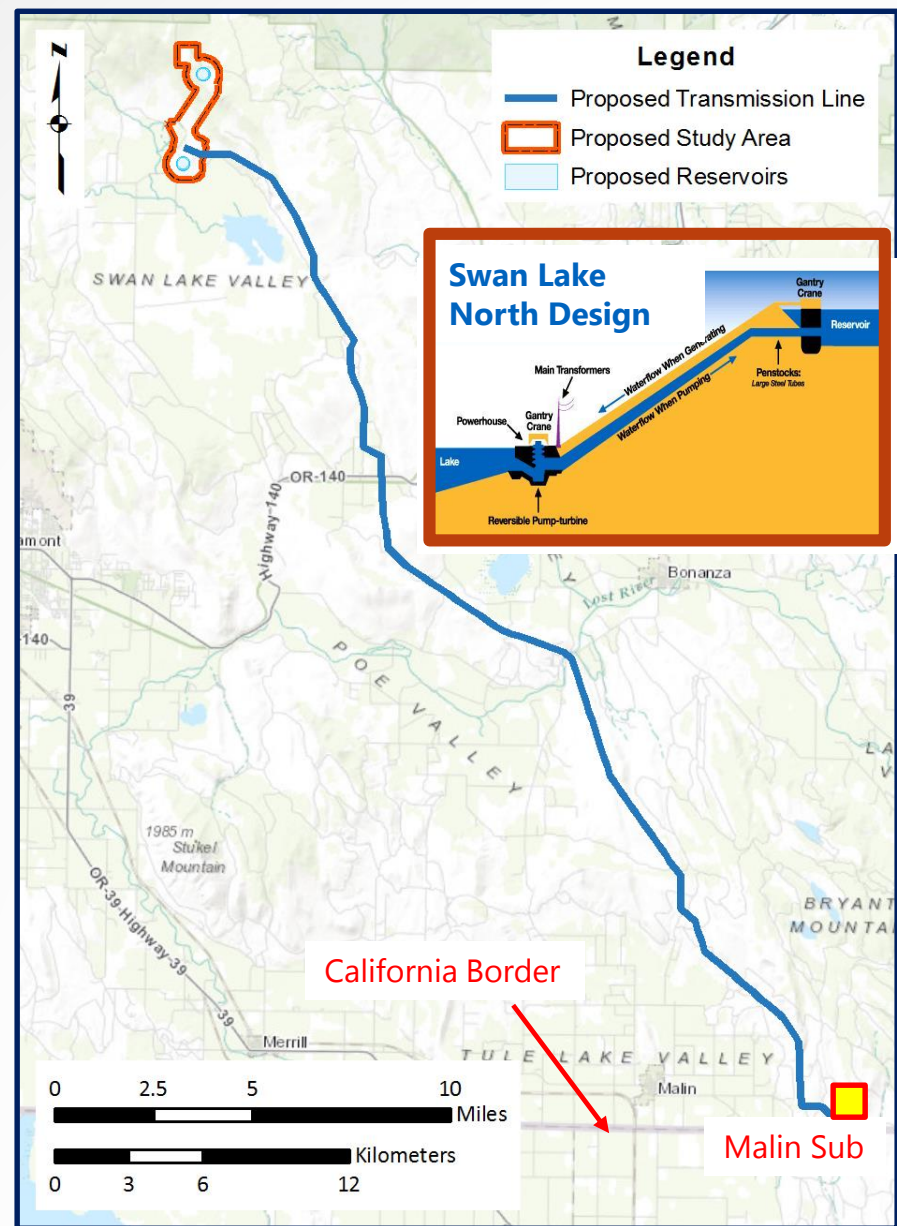 N
Legend
Proposed Transmission Line
Proposed Study Area
Proposed Reservoirs
SWAN LAKE VALLEY
Swan Lake
North Design
Gantry
Crane
Reservoir
Waterflow When Generating
Waterflow When Pumping
Penstocks:
Large Steel Tubes
Main Transformers
Gantry
Crane
Powerhouse
Lake
Reversible Pump-turbine
OR-140
Highway-140
amont
-140
39
Bonanza
Lost River
E Y
POE VALLEY
LA
V
1985 m
Stukel
Mountain
OR-39-Highway-39
39
BRYANT
MOUNTAI
California Border
Merrill
TULE LAKE VALLEY
Malin
Malin Sub
0 2.5 5 10
Miles
Kilometers
0 3 6 12